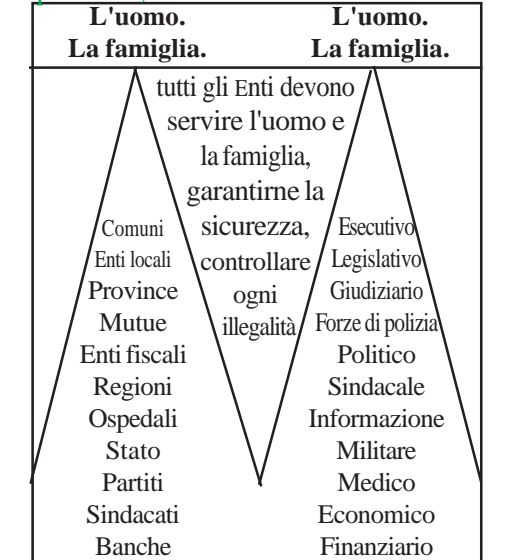 L'uomo.
La famiglia.
L'uomo.
La famiglia.
tutti gli Enti devono
servire l'uomo e
la famiglia,
garantirne la
sicurezza,
controllare
ogni
illegalità
Comuni
Enti locali
Province
Mutue
Enti fiscali
Regioni
Ospedali
Stato
Partiti
Sindacati
Banche
Esecutivo
Legislativo
Giudiziario
Forze di polizia
Politico
Sindacale
Informazione
Militare
Medico
Economico
Finanziario